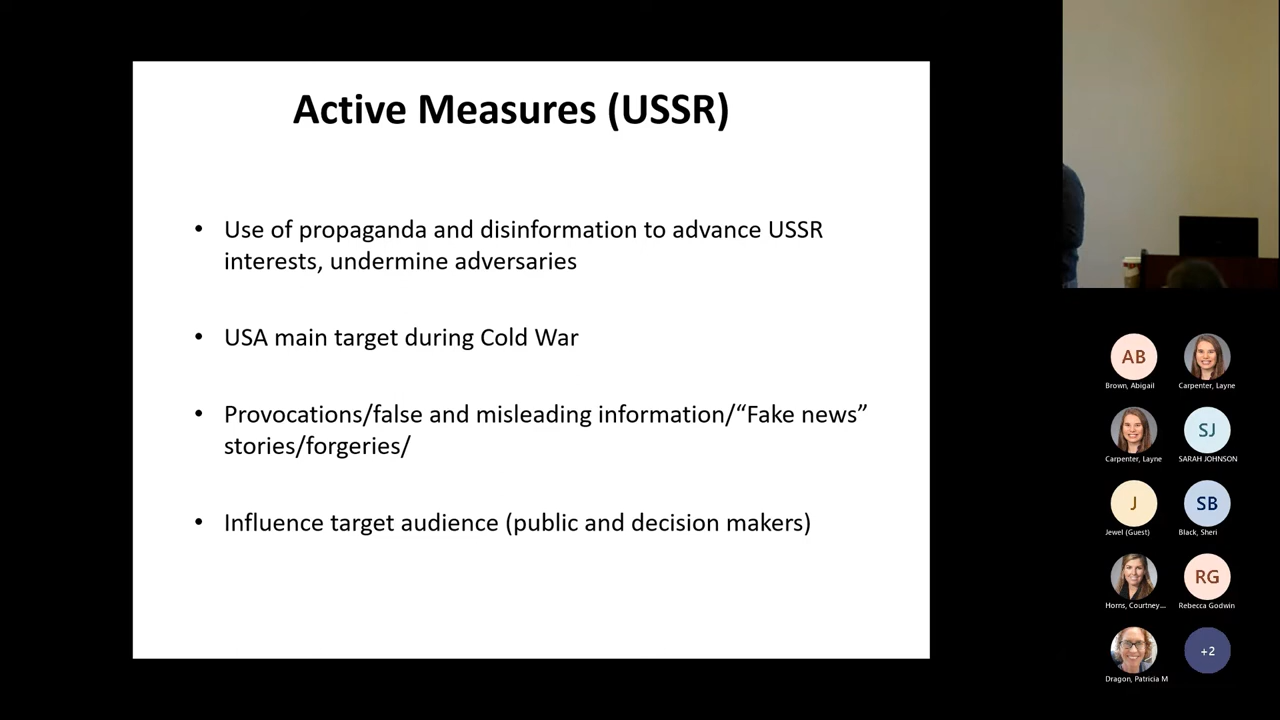 Active Measures (USSR)
• Use of propaganda and disinformation to advance USSR
interests, undermine adversaries
• USA main target during Cold War
• Provocations/false and misleading information/“Fake news”
stories/forgeries/
• Influence target audience (public and decision makers)
AB
Brown, Abigail
Carpenter, Layne
Carpenter, Layne
SJ
SARAH JOHNSON
J
Jewel (Guest)
SB
Black, Sheri
Horns, Courtney...
RG
Rebecca Godwin
Dragon, Patricia M
+2